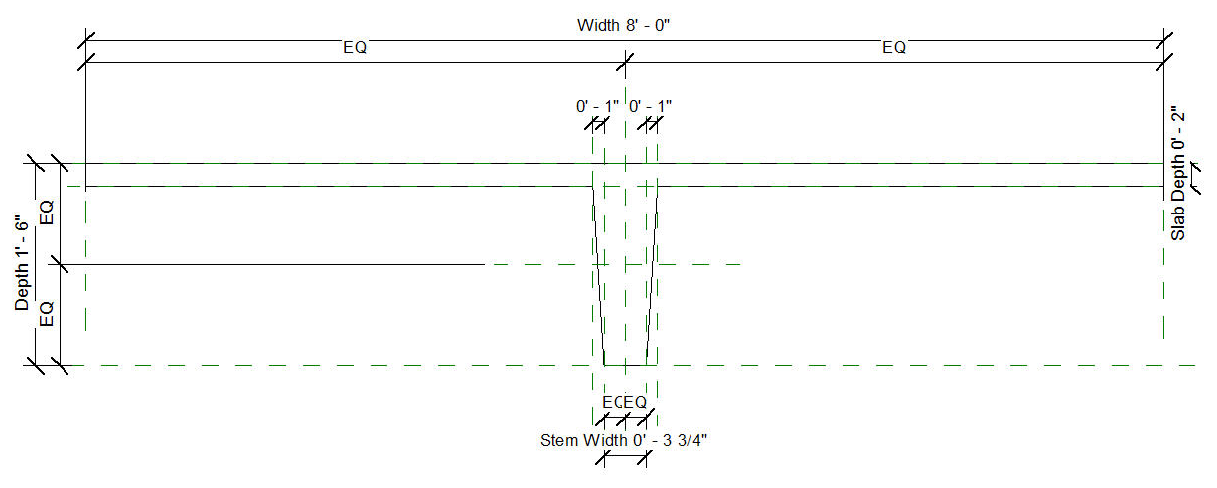 Width 8' - 0"
EQ
EQ
0' - 1"
0' - 1"
Slab Depth 0' - 2"
EQ
Depth 1' - 6"
EQ
EQ
EQ
Stem Width 0' - 3 3/4"